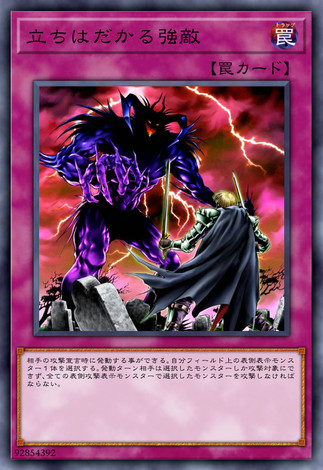 立ちはだかる強敵
トラップ
罠
【罠カード】
相手の攻撃宣言時に発動する事ができる。自分フィールド上の表側表示モンス
ター1体を選択する。発動ターン相手は選択したモンスターしか攻撃対象にで
きず、全ての表側攻撃表示モンスターで選択したモンスターを攻撃しなければ
ならない。
92854392